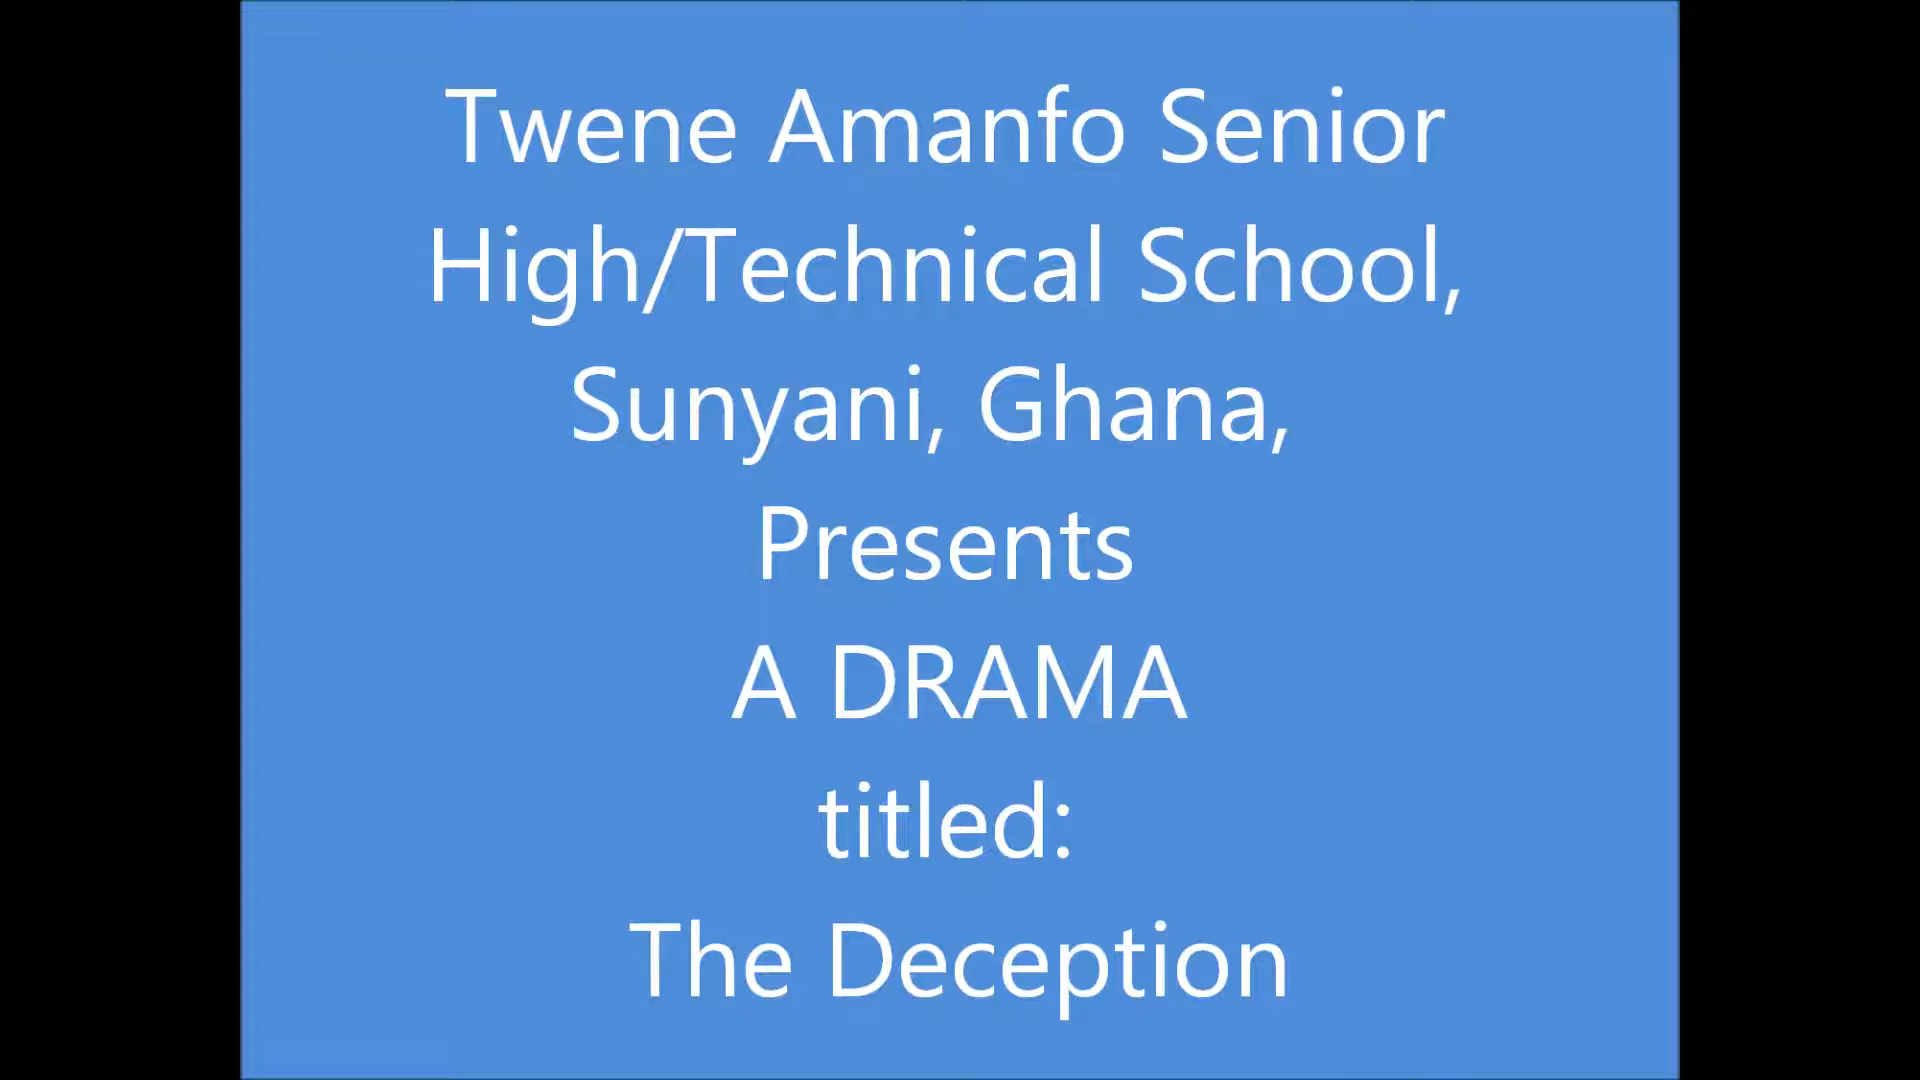 Twene Amanfo Senior
High/Technical School,
Sunyani, Ghana,
Presents
A DRAMA
titled:
The Deception